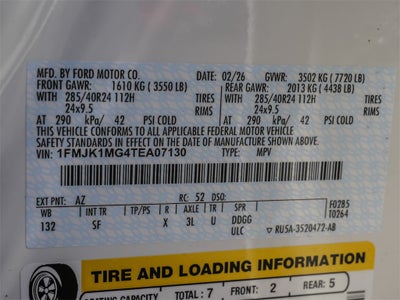 MFD. BY FORD MOTOR CO. 02/26 GVWR: 3502 KG ( 7720 LB)
FRONT GAWR: 1610 KG ( 3550 LB) REAR GAWR: 2013 KG ( 4438 LB)
WITH WITH
285/40R24 112H TIRES 285/40R24 112H TIRES
24x9.5 RIMS 24x9.5 RIMS
AT 290 kPa/ 42 PSI COLD AT 290 kPa/ 42 PSI COLD
THIS VEHICLE CONFORMS TO ALL APPLICABLE FEDERAL MOTOR VEHICLE
SAFETY STANDARDS IN EFFECT ON THE DATE OF MANUFACTURE SHOWN ABOVE.
VIN: 1FMJK1MG4TEA07130 TYPE: MPV
EXT PNT: AZ RC: 52 DSO: F0285
WB INT TR TP/PS R AXLE TR U T0264
132 SF X 3L U DDGG
ULC RU5A-3520472-AB
TIRE AND LOADING INFORMATION
TOTAL : 7 FRONT: 2 REAR: 5